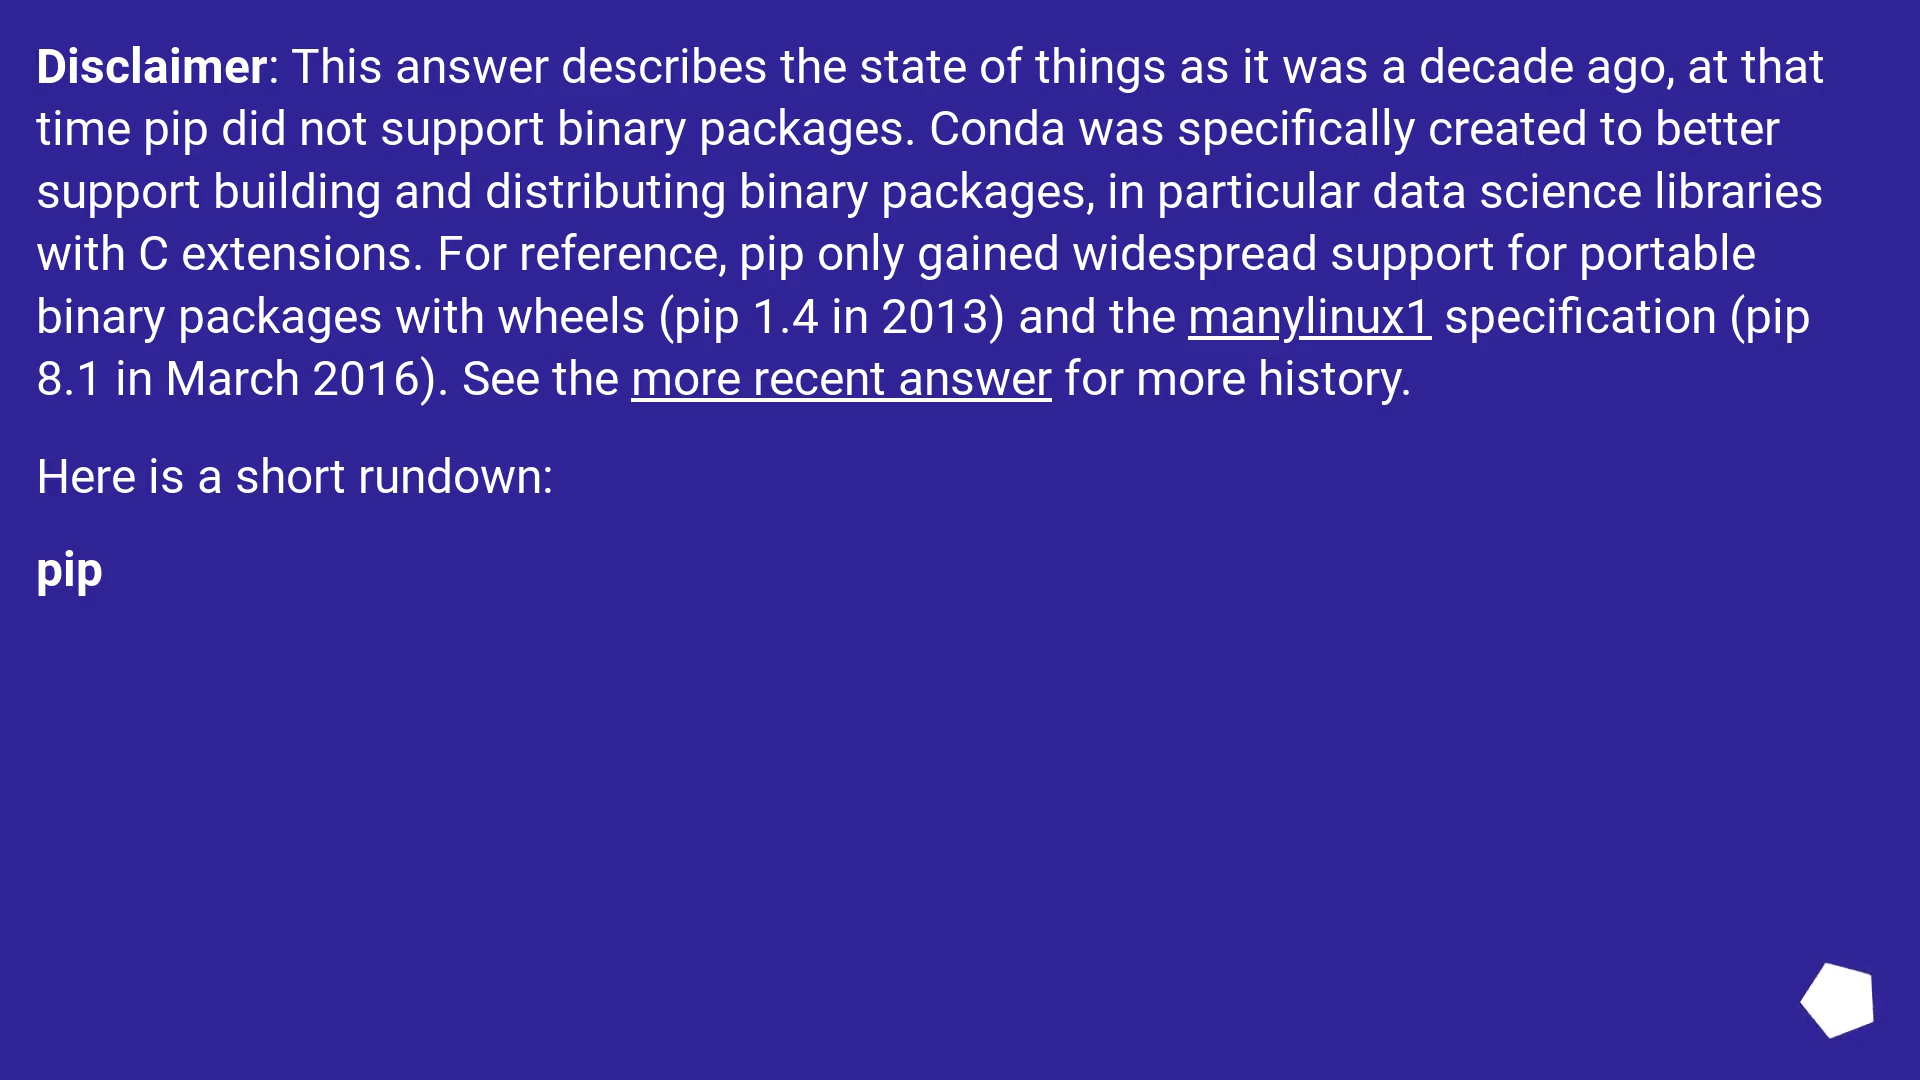 Disclaimer: This answer describes the state of things as it was a decade ago, at that
time pip did not support binary packages. Conda was specifically created to better
support building and distributing binary packages, in particular data science libraries
with C extensions. For reference, pip only gained widespread support for portable
binary packages with wheels (pip 1.4 in 2013) and the manylinux1 specification (pip
8.1 in March 2016). See the more recent answer for more history.
Here is a short rundown:
pip